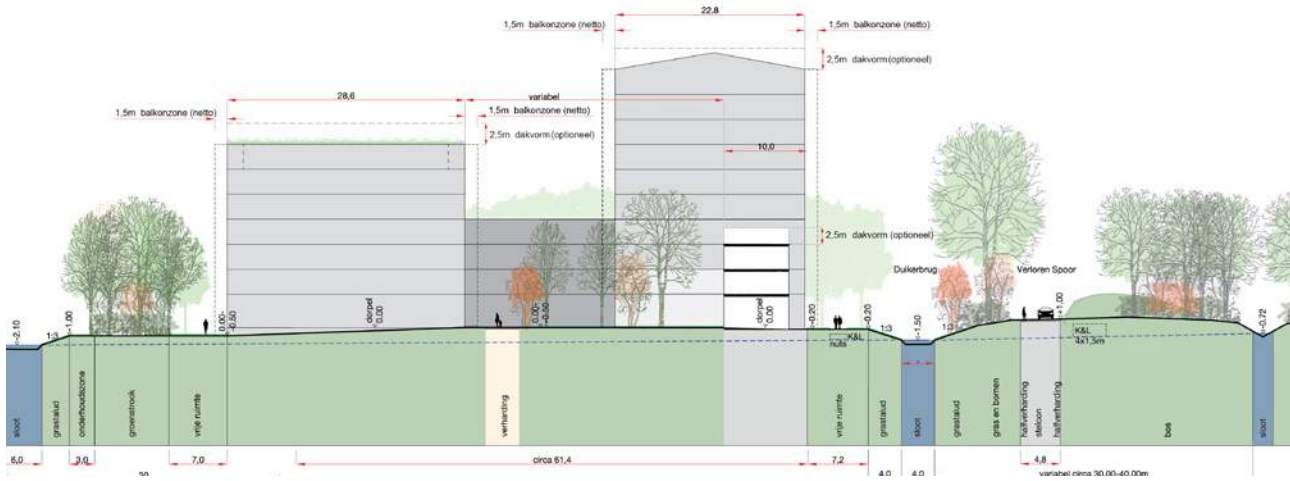 22.8
1,5m balkonzone (netto)
1,5m balkonzone (netto)
2,5m dakvorm (optioneel)
28,6
variabel
1,5m balkonzone (netto)
1,5m balkonzone (netto)
2,5m dakvorm (optioneel)
10,0
2,5m dakvorm (optioneel)
Duikerbrug
Verloren Spoor
-2.10
1:3
-1.00
0.00-
-0.50
dorpel
0.00
0.00-
+0.50
dorpel
0.00
-0.20
-0.20
K&L
nuts
1:3
-1.50
1:3
+1.00
K&L
4x1,5m
-0.72
sloot
grastalud
onderhoudszone
groenstrook
vrije ruimte
verharding
vrije ruimte
grastalud
sloot
grastalud
gras en bomen
halfverharding
stelcon
halfverharding
bos
sloot
6,0
3,0
7,0
circa 61,4
7,2
4.0
4.0
4,8
variabel circa 30.00-40.00m